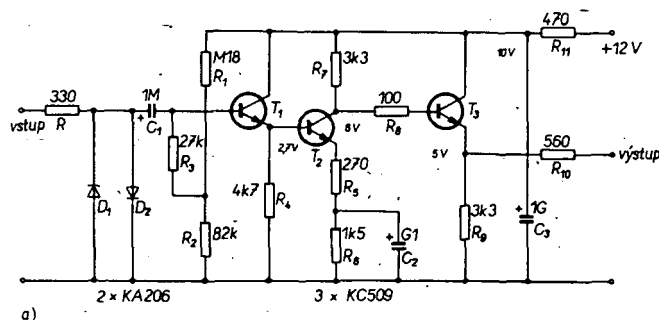 330
R
vstup
1M
+
C1
M18
R1
27k
R3
82k
R2
D1
D2
T1
4k7
R4
2,7V
T2
3k3
R7
6V
270
R5
1k5
R6
+
G1
C2
100
R8
T3
5V
3k3
R9
10V
470
R11
+12V
560
R10
výstup
+
1G
C3
a)
2 x KA206
3 x KC509